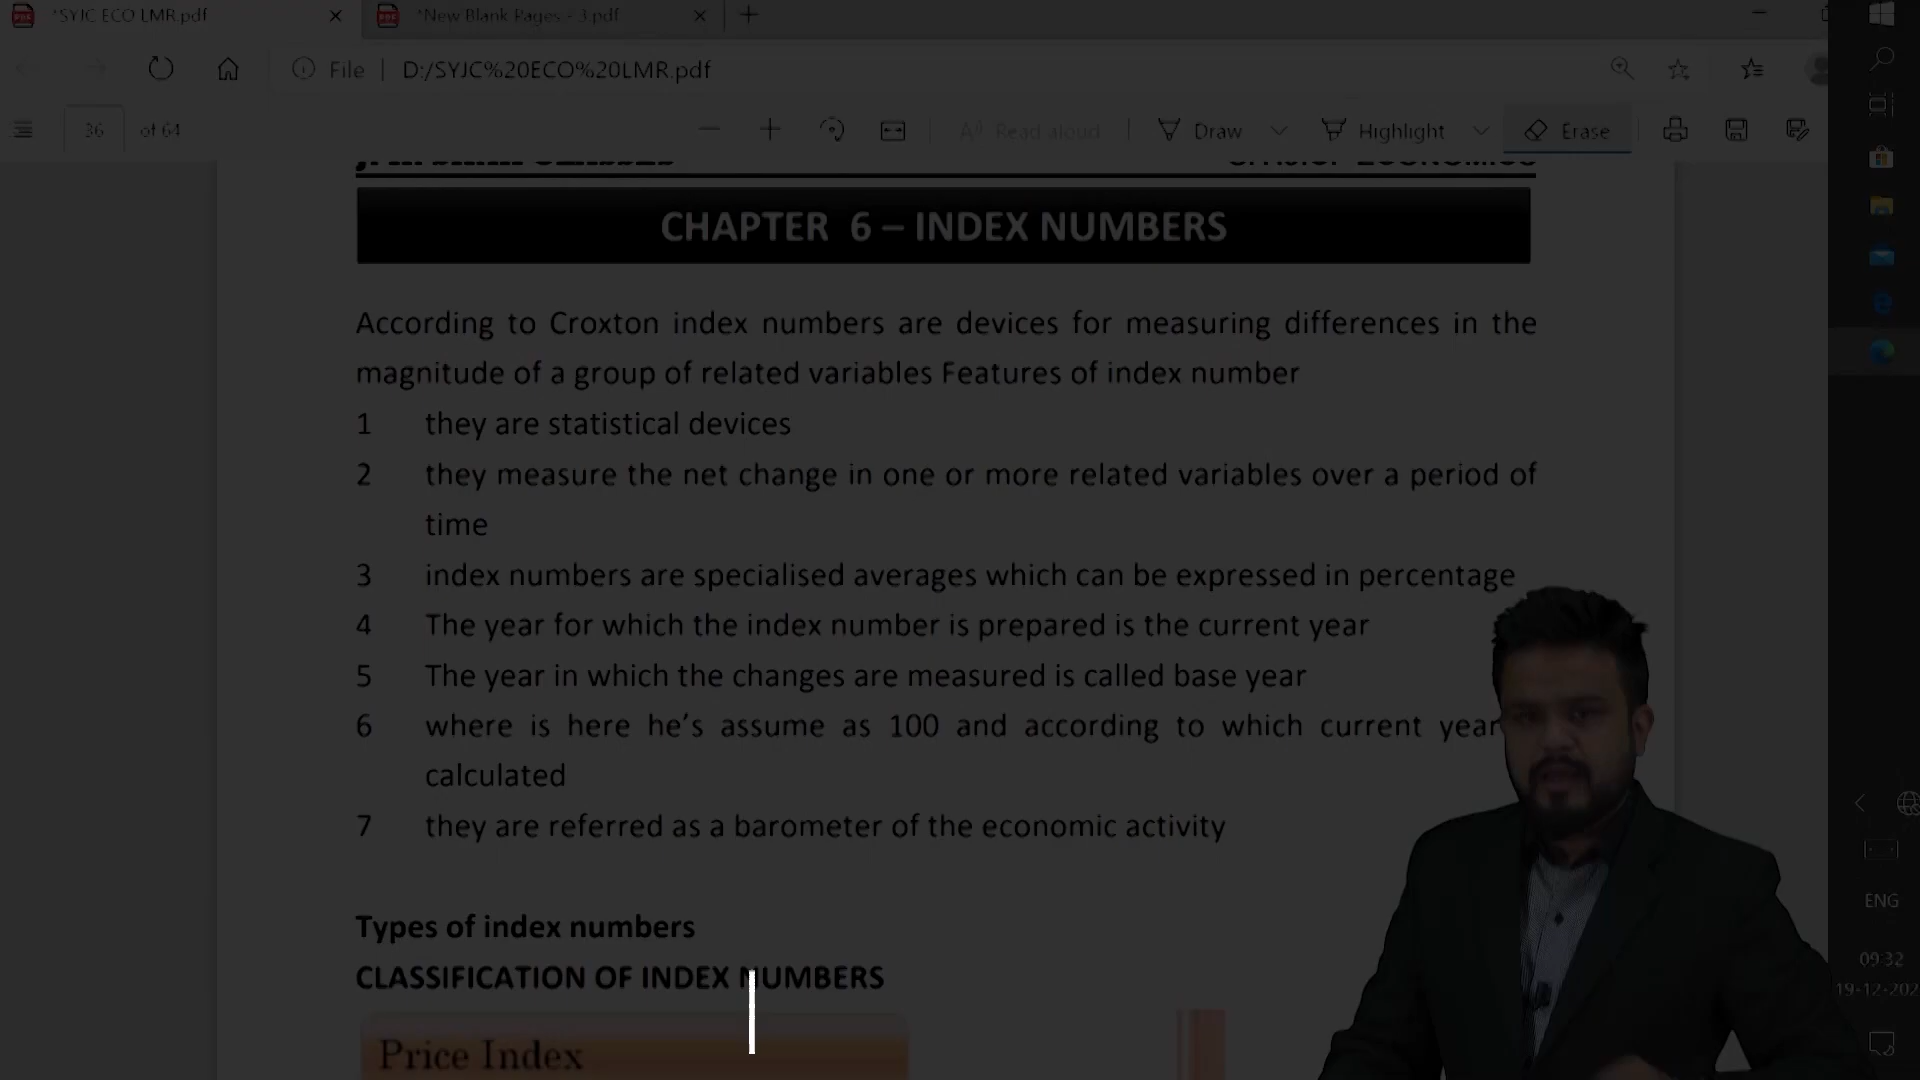 *SYJC ECO LMR.pdf
*New Blank Pages - 3.pdf
File
D:/SYJC%20ECO%20LMR.pdf
36 of 64
Read aloud
Draw
Highlight
Erase
CHAPTER 6 – INDEX NUMBERS
According to Croxton index numbers are devices for measuring differences in the
magnitude of a group of related variables Features of index number
1 they are statistical devices
2 they measure the net change in one or more related variables over a period of
time
3 index numbers are specialised averages which can be expressed in percentage
4 The year for which the index number is prepared is the current year
5 The year in which the changes are measured is called base year
6 where is here he’s assume as 100 and according to which current year
calculated
7 they are referred as a barometer of the economic activity
Types of index numbers
CLASSIFICATION OF INDEX NUMBERS
Price Index
ENG
09:32
19-12-202